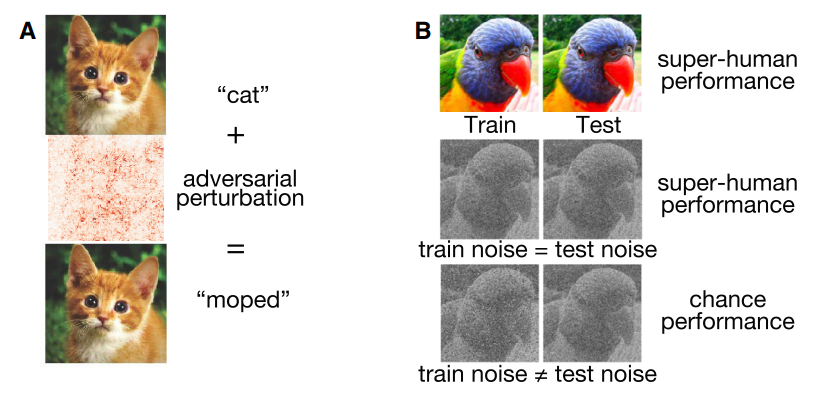 A
“cat”
+
adversarial
perturbation
=
“moped”
B
super-human
performance
Train
Test
super-human
performance
train noise = test noise
chance
performance
train noise ≠ test noise